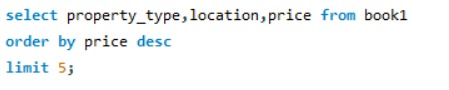 select property_type,location,price from book1
order by price desc
limit 5;